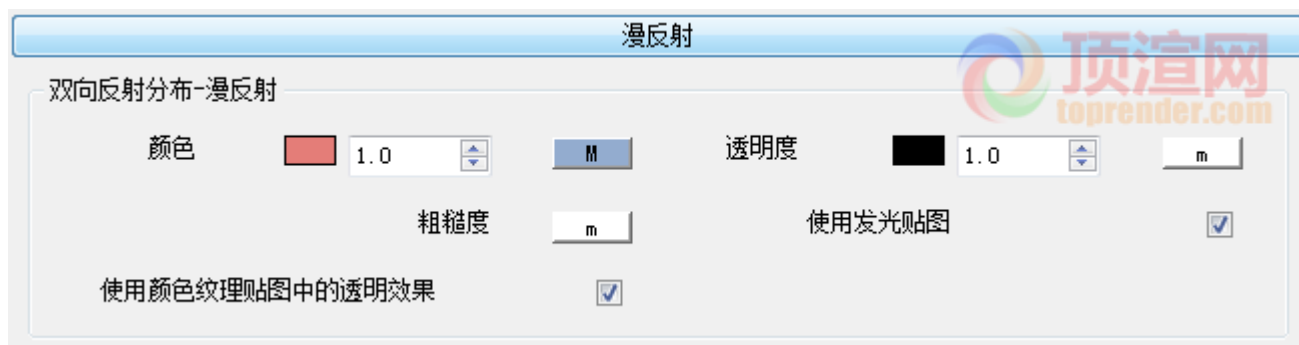 漫反射
顶渲网
toprender.com
双向反射分布-漫反射
颜色 1.0 M 透明度 1.0 m
粗糙度 m 使用发光贴图
使用颜色纹理贴图中的透明效果